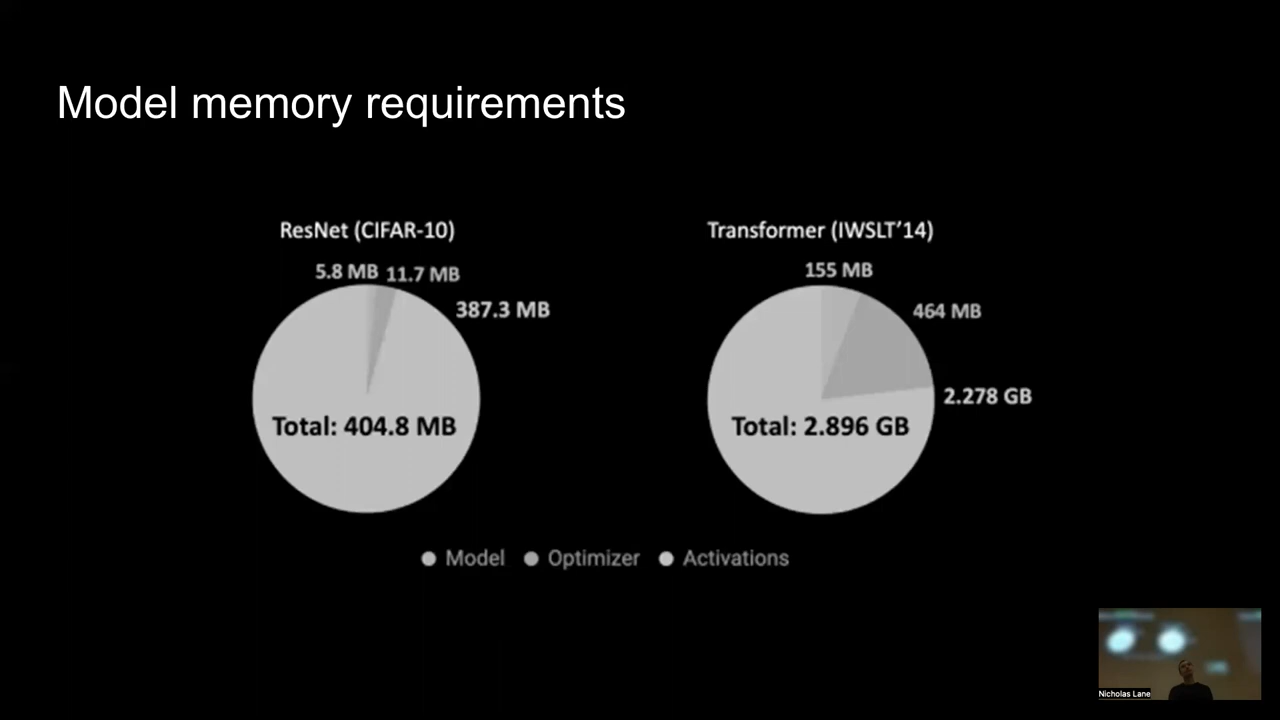 Model memory requirements
ResNet (CIFAR-10)
5.8 MB 11.7 MB
387.3 MB
Total: 404.8 MB
Transformer (IWSLT’14)
155 MB
464 MB
2.278 GB
Total: 2.896 GB
Model Optimizer Activations
Nicholas Lane